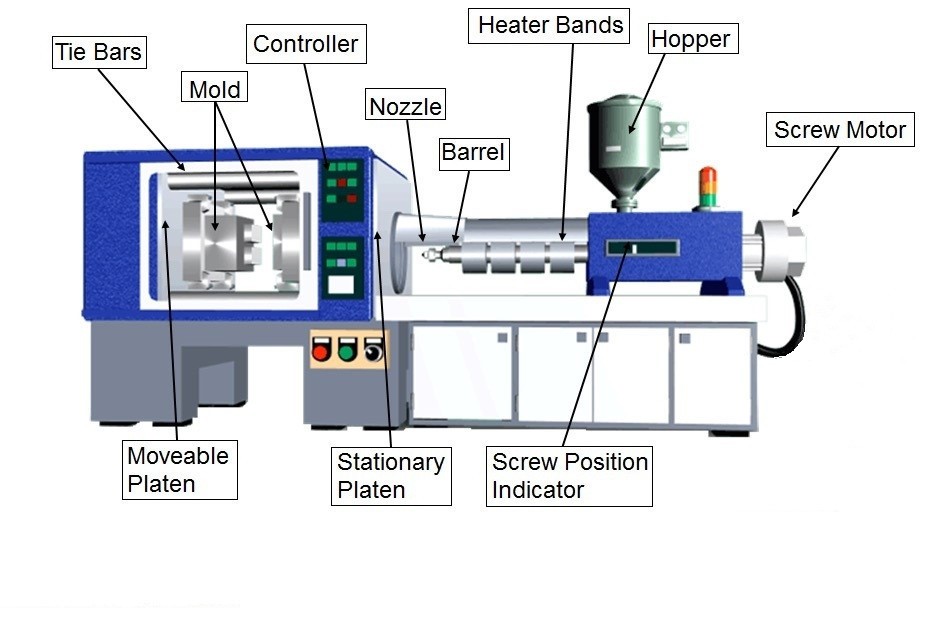 Heater Bands
Controller
Hopper
Tie Bars
Mold
Nozzle
Screw Motor
Barrel
Moveable
Platen
Stationary
Platen
Screw Position
Indicator